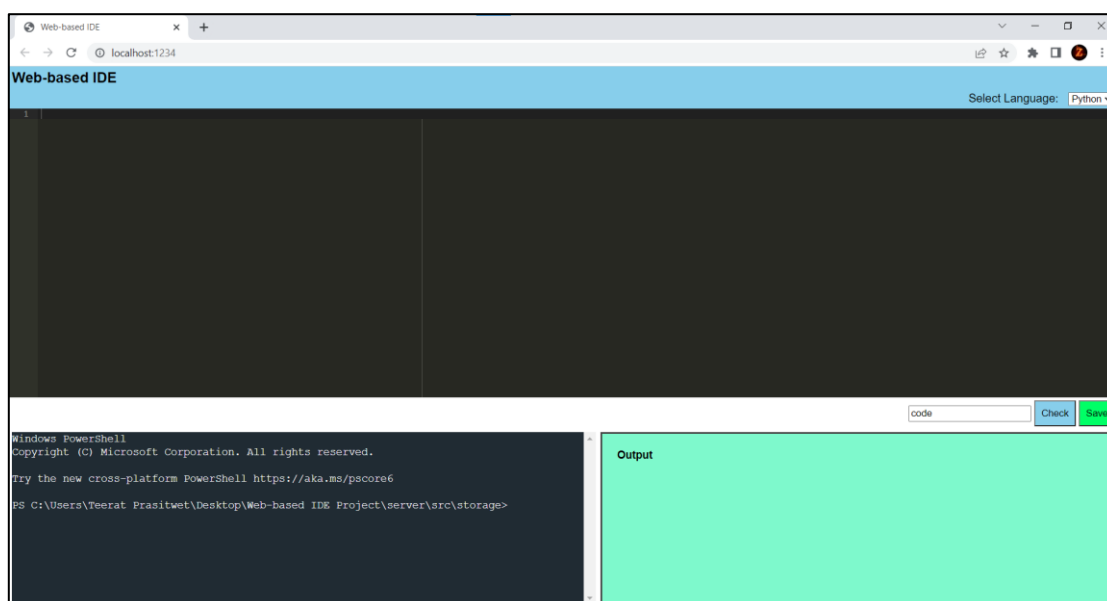 Web-based IDE
localhost:1234
Web-based IDE
Select Language: Python
1
code Check Save
Windows PowerShell
Copyright (C) Microsoft Corporation. All rights reserved.
Try the new cross-platform PowerShell https://aka.ms/pscore6
PS C:\Users\Teerat Prasitwet\Desktop\Web-based IDE Project\server\src\storage>
Output